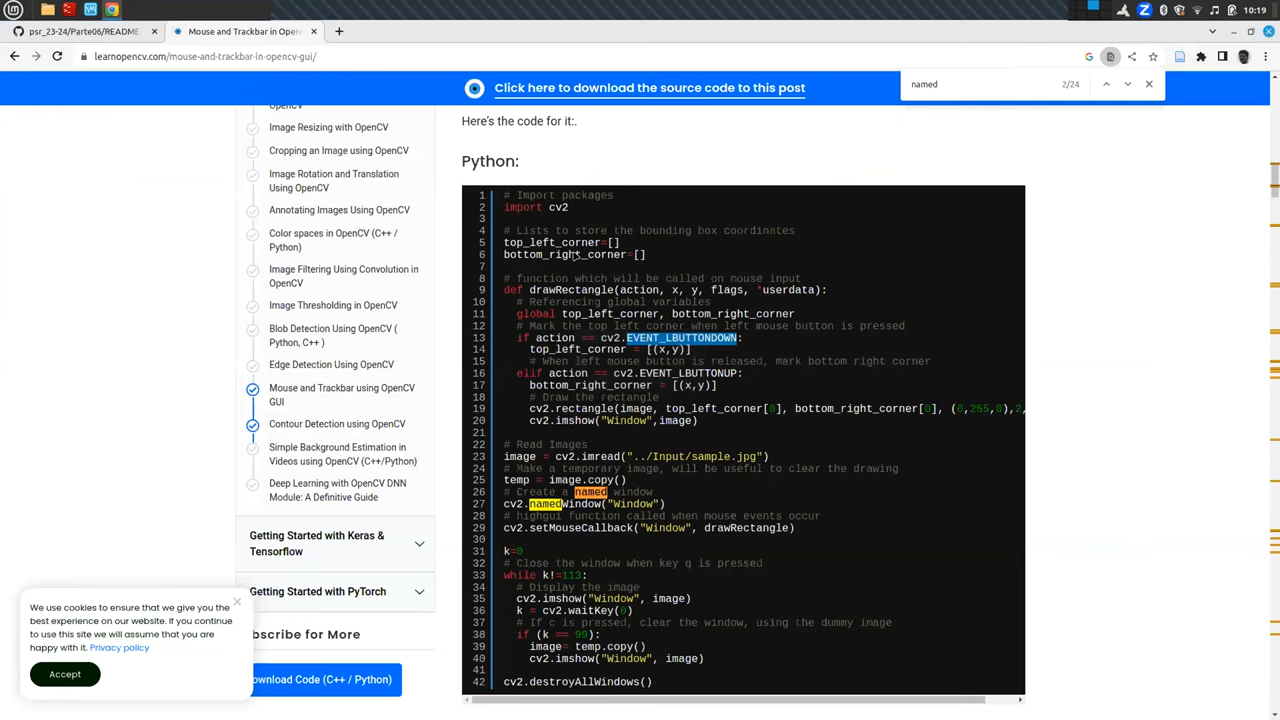 10:19
psr_23-24/Parte06/README
Mouse and Trackbar in Open
learnopencv.com/mouse-and-trackbar-in-opencv-gui/
named 2/24
Click here to download the source code to this post
OpenCV
Image Resizing with OpenCV
Cropping an Image using OpenCV
Image Rotation and Translation
Using OpenCV
Annotating Images Using OpenCV
Color spaces in OpenCV (C++ /
Python)
Image Filtering Using Convolution in
OpenCV
Image Thresholding in OpenCV
Blob Detection Using OpenCV (
Python, C++ )
Edge Detection Using OpenCV
Mouse and Trackbar using OpenCV
GUI
Contour Detection using OpenCV
Simple Background Estimation in
Videos using OpenCV (C++/Python)
Deep Learning with OpenCV DNN
Module: A Definitive Guide
Getting Started with Keras &
Tensorflow
Getting Started with PyTorch
bscribe for More
ownload Code (C++ / Python)
We use cookies to ensure that we give you the
best experience on our website. If you continue
to use this site we will assume that you are
happy with it. Privacy policy
Accept
Here's the code for it:.
Python:
1 # Import packages
2 import cv2
3
4 # Lists to store the bounding box coordinates
5 top_left_corner=[]
6 bottom_right_corner=[]
7
8 # function which will be called on mouse input
9 def drawRectangle(action, x, y, flags, *userdata):
10 # Referencing global variables
11 global top_left_corner, bottom_right_corner
12 # Mark the top left corner when left mouse button is pressed
13 if action == cv2.EVENT_LBUTTONDOWN:
14 top_left_corner = [(x,y)]
15 # When left mouse button is released, mark bottom right corner
16 elif action == cv2.EVENT_LBUTTONUP:
17 bottom_right_corner = [(x,y)]
18 # Draw the rectangle
19 cv2.rectangle(image, top_left_corner[0], bottom_right_corner[0], (0,255,0),2,
20 cv2.imshow("Window",image)
21
22 # Read Images
23 image = cv2.imread("../Input/sample.jpg")
24 # Make a temporary image, will be useful to clear the drawing
25 temp = image.copy()
26 # Create a named window
27 cv2.namedWindow("Window")
28 # highgui function called when mouse events occur
29 cv2.setMouseCallback("Window", drawRectangle)
30
31 k=0
32 # Close the window when key q is pressed
33 while k!=113:
34 # Display the image
35 cv2.imshow("Window", image)
36 k = cv2.waitKey(0)
37 # If c is pressed, clear the window, using the dummy image
38 if (k == 99):
39 image= temp.copy()
40 cv2.imshow("Window", image)
41
42 cv2.destroyAllWindows()